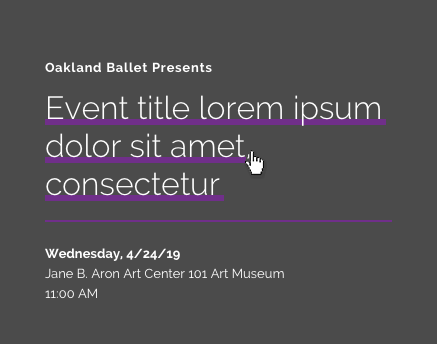 Oakland Ballet Presents
Event title lorem ipsum
dolor sit amet,
consectetur
Wednesday, 4/24/19
Jane B. Aron Art Center 101 Art Museum
11:00 AM